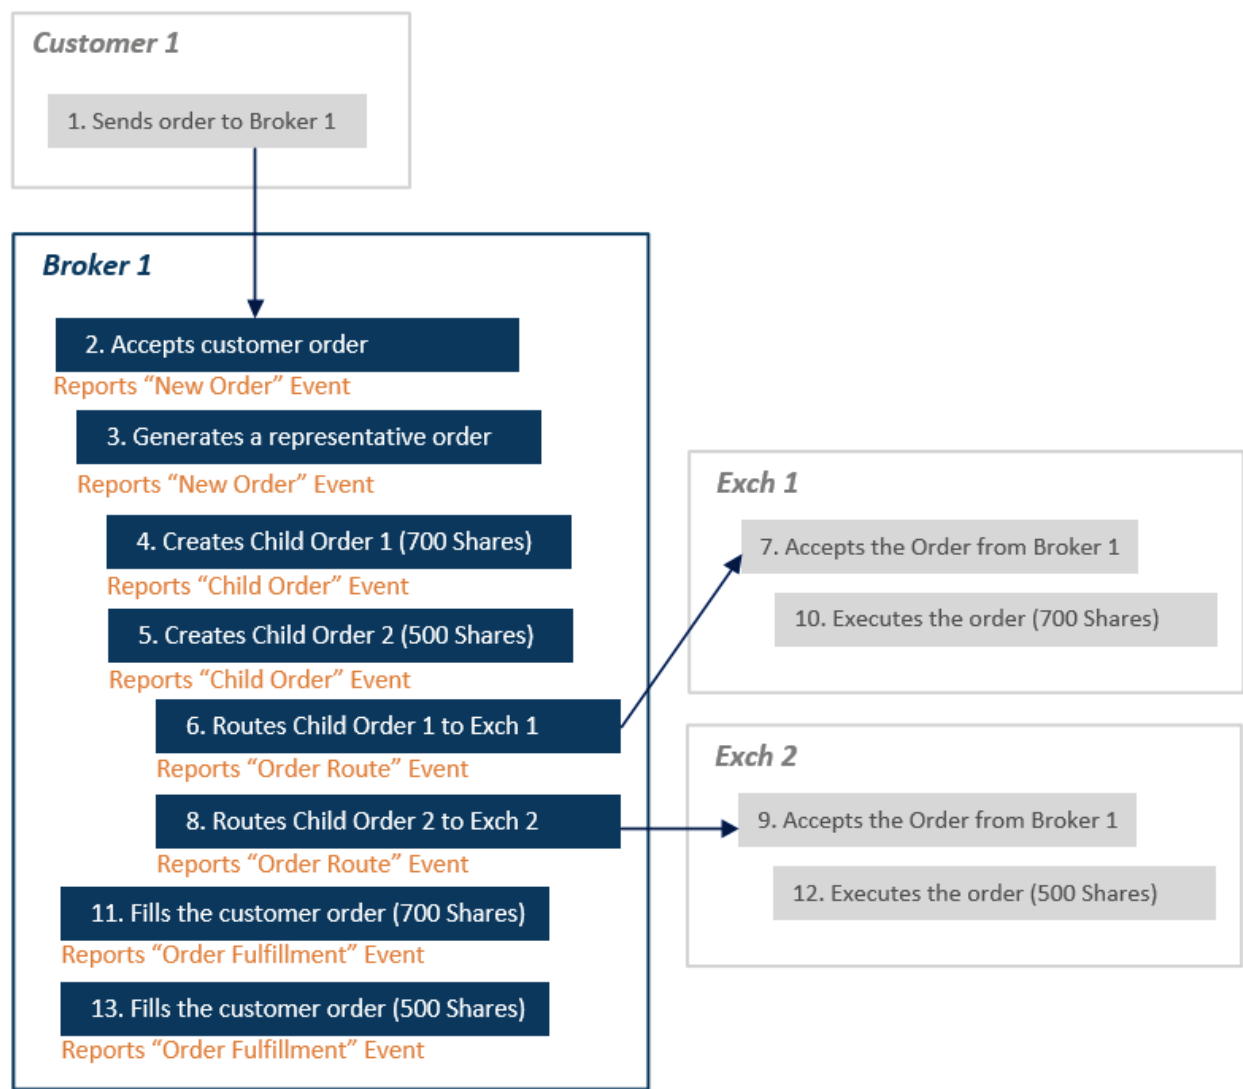 Customer 1
1. Sends order to Broker 1
Broker 1
2. Accepts customer order
Reports “New Order” Event
3. Generates a representative order
Reports “New Order” Event
4. Creates Child Order 1 (700 Shares)
Reports “Child Order” Event
5. Creates Child Order 2 (500 Shares)
Reports “Child Order” Event
6. Routes Child Order 1 to Exch 1
Reports “Order Route” Event
8. Routes Child Order 2 to Exch 2
Reports “Order Route” Event
11. Fills the customer order (700 Shares)
Reports “Order Fulfillment” Event
13. Fills the customer order (500 Shares)
Reports “Order Fulfillment” Event
Exch 1
7. Accepts the Order from Broker 1
10. Executes the order (700 Shares)
Exch 2
9. Accepts the Order from Broker 1
12. Executes the order (500 Shares)